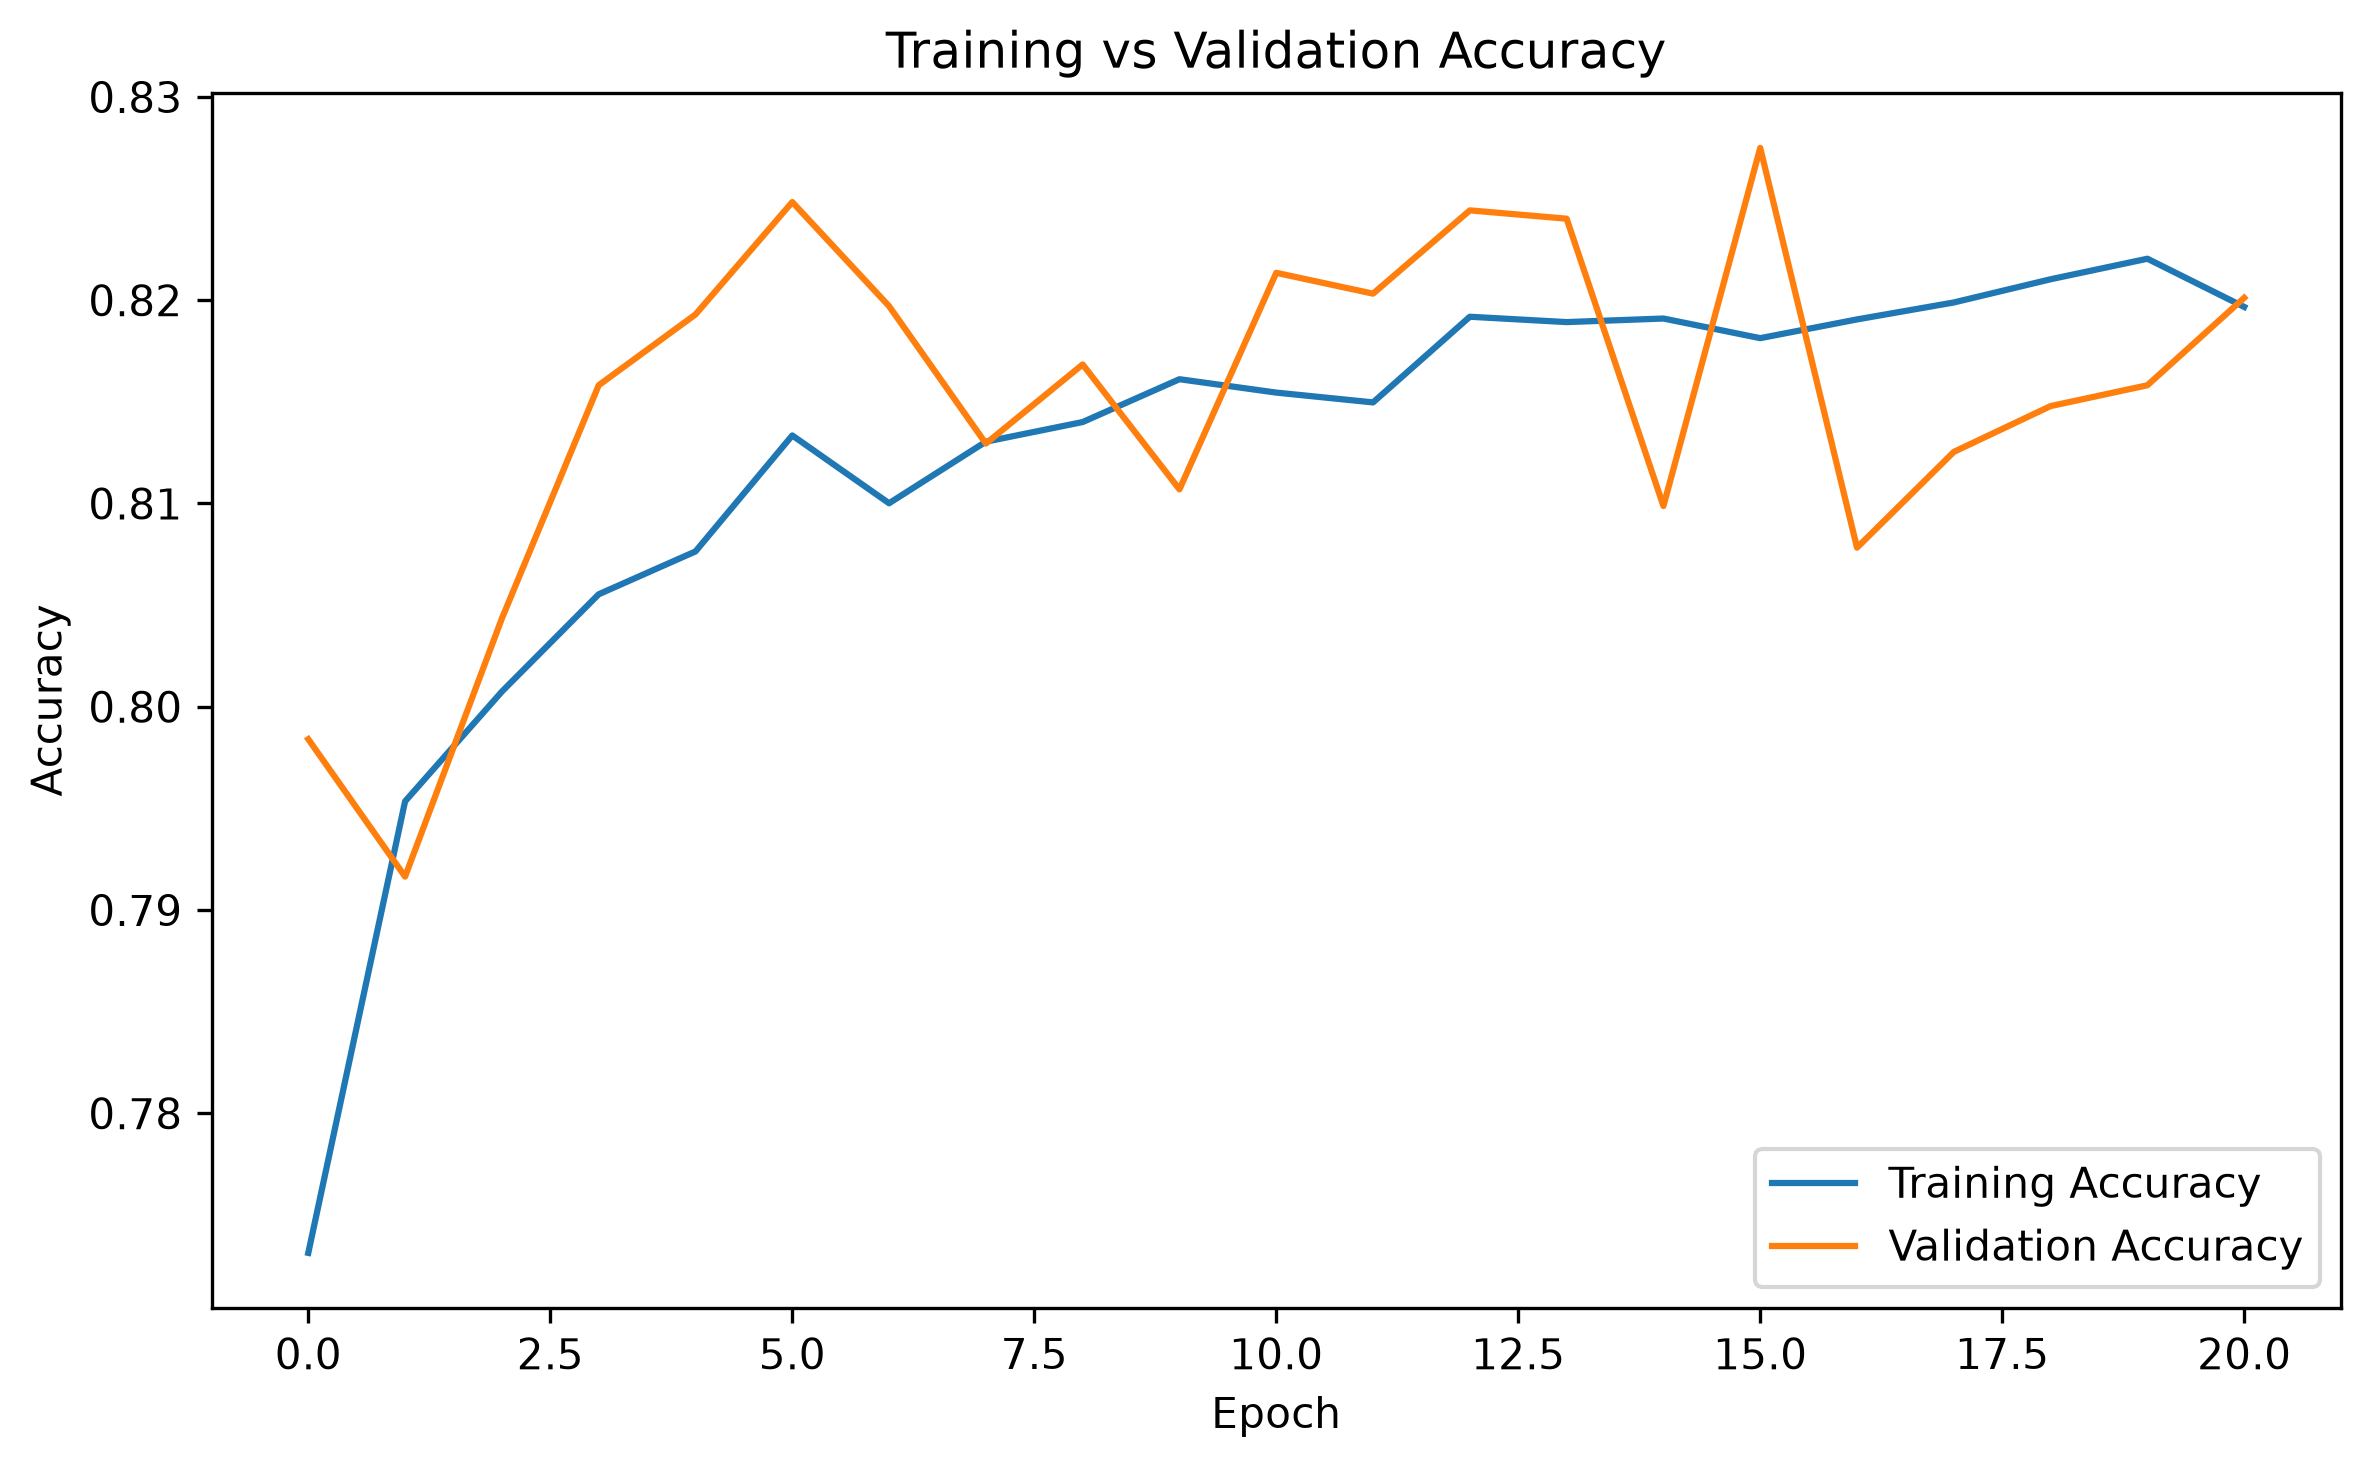 Training vs Validation Accuracy
0.83
0.82
0.81
0.80
0.79
0.78
Accuracy
Training Accuracy
Validation Accuracy
0.0 2.5 5.0 7.5 10.0 12.5 15.0 17.5 20.0
Epoch